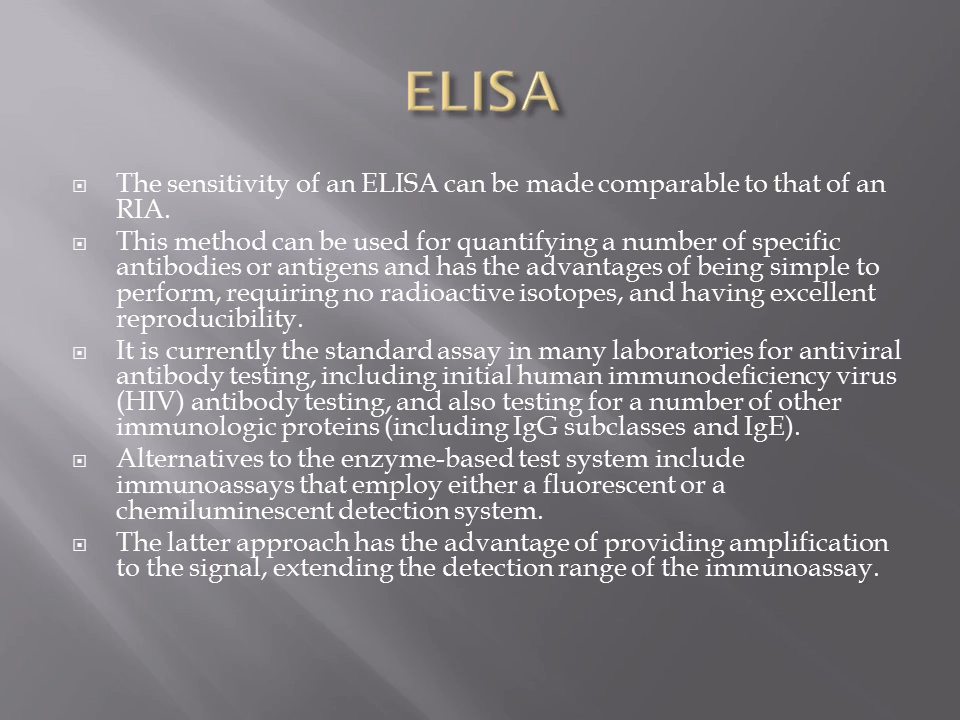 ELISA
The sensitivity of an ELISA can be made comparable to that of an
RIA.
This method can be used for quantifying a number of specific
antibodies or antigens and has the advantages of being simple to
perform, requiring no radioactive isotopes, and having excellent
reproducibility.
It is currently the standard assay in many laboratories for antiviral
antibody testing, including initial human immunodeficiency virus
(HIV) antibody testing, and also testing for a number of other
immunologic proteins (including IgG subclasses and IgE).
Alternatives to the enzyme-based test system include
immunoassays that employ either a fluorescent or a
chemiluminescent detection system.
The latter approach has the advantage of providing amplification
to the signal, extending the detection range of the immunoassay.